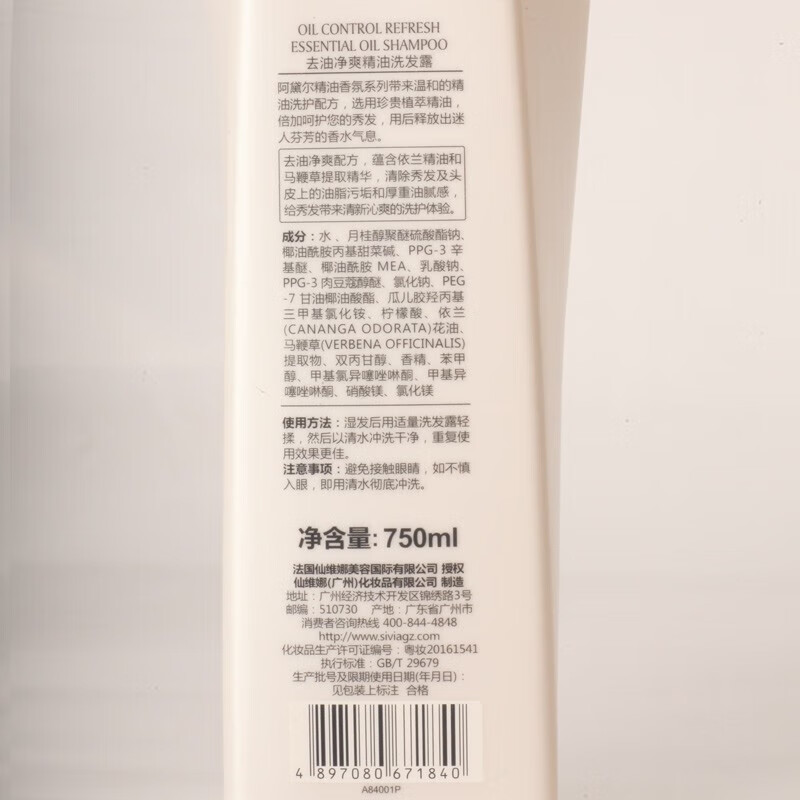 OIL CONTROL REFRESH
ESSENTIAL OIL SHAMPOO
去油净爽精油洗发露
阿黛尔精油香氛系列带来温和的精
油洗护配方，选用珍贵植萃精油，
倍加呵护您的秀发，用后释放出迷
人芬芳的香水气息。
去油净爽配方，蕴含依兰精油和
马鞭草提取精华，清除秀发及头
皮上的油脂污垢和厚重油腻感，
给秀发带来清新沁爽的洗护体验。
成分：水 、月桂醇聚醚硫酸酯钠、
椰油酰胺丙基甜菜碱、PPG-3 辛
基醚、椰油酰胺 MEA、乳酸钠、
PPG-3 肉豆蔻醇醚、氯化钠、PEG
-7 甘油椰油酸酯、瓜儿胶羟丙基
三甲基氯化铵、柠檬酸、依兰
(CANANGA ODORATA)花油、
马鞭草(VERBENA OFFICINALIS)
提取物、双丙甘醇、香精、苯甲
醇、甲基氯异噻唑啉酮、甲基异
噻唑啉酮、硝酸镁、氯化镁
使用方法：湿发后用适量洗发露轻
揉，然后以清水冲洗干净，重复使
用效果更佳。
注意事项：避免接触眼睛，如不慎
入眼，即用清水彻底冲洗。
净含量: 750ml
法国仙维娜美容国际有限公司 授权
仙维娜(广州)化妆品有限公司 制造
地址：广州经济技术开发区锦绣路3号
邮编：510730 产地：广东省广州市
消费者咨询热线 400-844-4848
http://www.siviagz.com
化妆品生产许可证编号：粤妆20161541
执行标准：GB/T 29679
生产批号及限期使用日期(年月日)：
见包装上标注 合格
4 897080 671840
A84001P